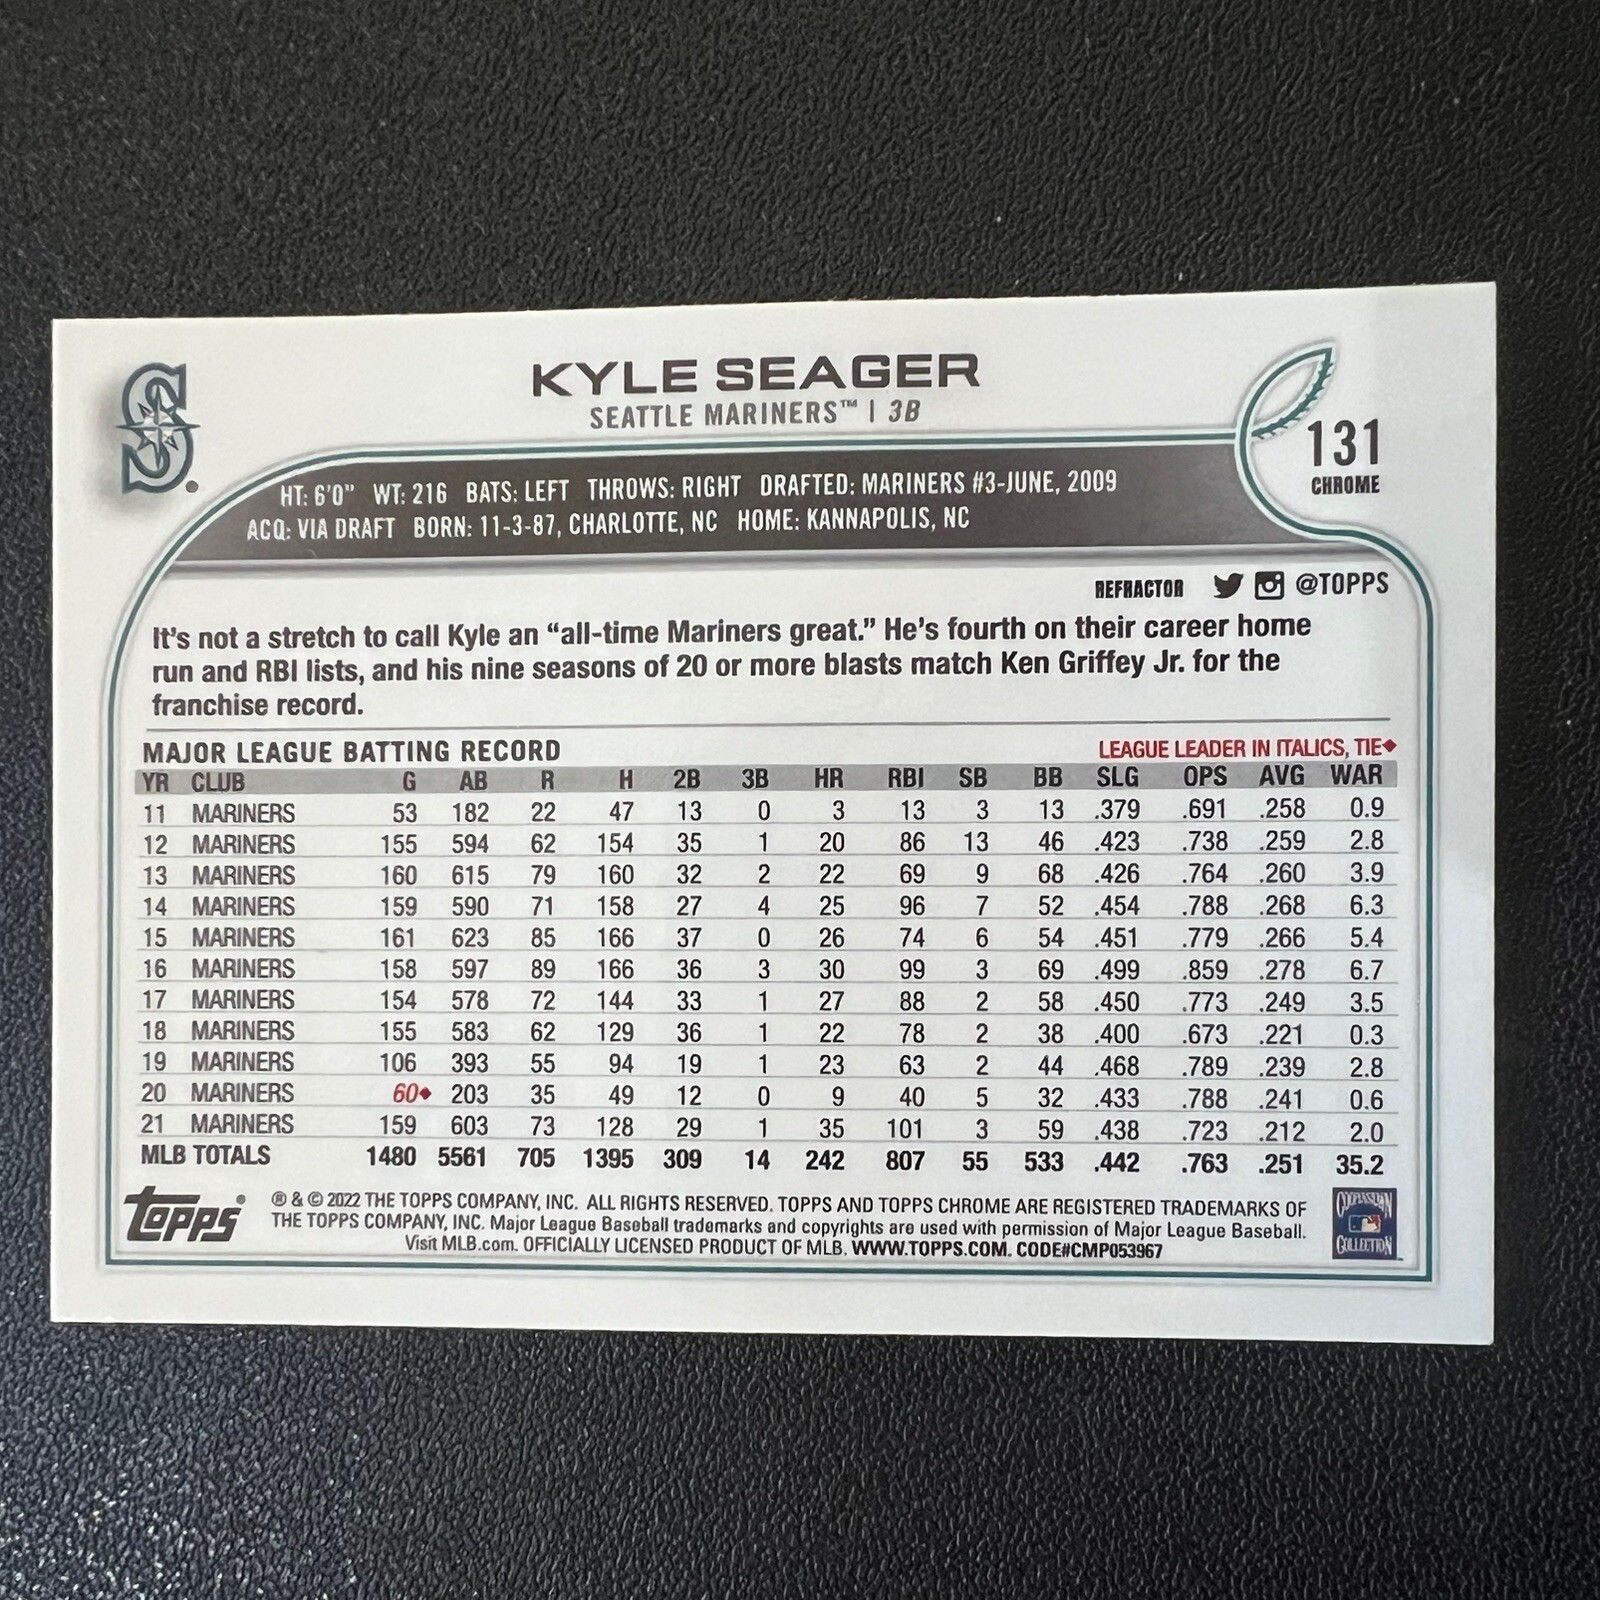 KYLE SEAGER
SEATTLE MARINERS™ | 3B
131
CHROME
HT: 6'0" WT: 216 BATS: LEFT THROWS: RIGHT DRAFTED: MARINERS #3-JUNE, 2009
ACQ: VIA DRAFT BORN: 11-3-87, CHARLOTTE, NC HOME: KANNAPOLIS, NC
REFRACTOR @TOPPS
It's not a stretch to call Kyle an “all-time Mariners great.” He's fourth on their career home
run and RBI lists, and his nine seasons of 20 or more blasts match Ken Griffey Jr. for the
franchise record.
MAJOR LEAGUE BATTING RECORD LEAGUE LEADER IN ITALICS, TIE◆
YR CLUB G AB R H 2B 3B HR RBI SB BB SLG OPS AVG WAR
11 MARINERS 53 182 22 47 13 0 3 13 3 13 .379 .691 .258 0.9
12 MARINERS 155 594 62 154 35 1 20 86 13 46 .423 .738 .259 2.8
13 MARINERS 160 615 79 160 32 2 22 69 9 68 .426 .764 .260 3.9
14 MARINERS 159 590 71 158 27 4 25 96 7 52 .454 .788 .268 6.3
15 MARINERS 161 623 85 166 37 0 26 74 6 54 .451 .779 .266 5.4
16 MARINERS 158 597 89 166 36 3 30 99 3 69 .499 .859 .278 6.7
17 MARINERS 154 578 72 144 33 1 27 88 2 58 .450 .773 .249 3.5
18 MARINERS 155 583 62 129 36 1 22 78 2 38 .400 .673 .221 0.3
19 MARINERS 106 393 55 94 19 1 23 63 2 44 .468 .789 .239 2.8
20 MARINERS 60◆ 203 35 49 12 0 9 40 5 32 .433 .788 .241 0.6
21 MARINERS 159 603 73 128 29 1 35 101 3 59 .438 .723 .212 2.0
MLB TOTALS 1480 5561 705 1395 309 14 242 807 55 533 .442 .763 .251 35.2
Topps®
® & © 2022 THE TOPPS COMPANY, INC. ALL RIGHTS RESERVED. TOPPS AND TOPPS CHROME ARE REGISTERED TRADEMARKS OF
THE TOPPS COMPANY, INC. Major League Baseball trademarks and copyrights are used with permission of Major League Baseball.
Visit MLB.com. OFFICIALLY LICENSED PRODUCT OF MLB. WWW.TOPPS.COM. CODE#CMP053967
COLLECTION